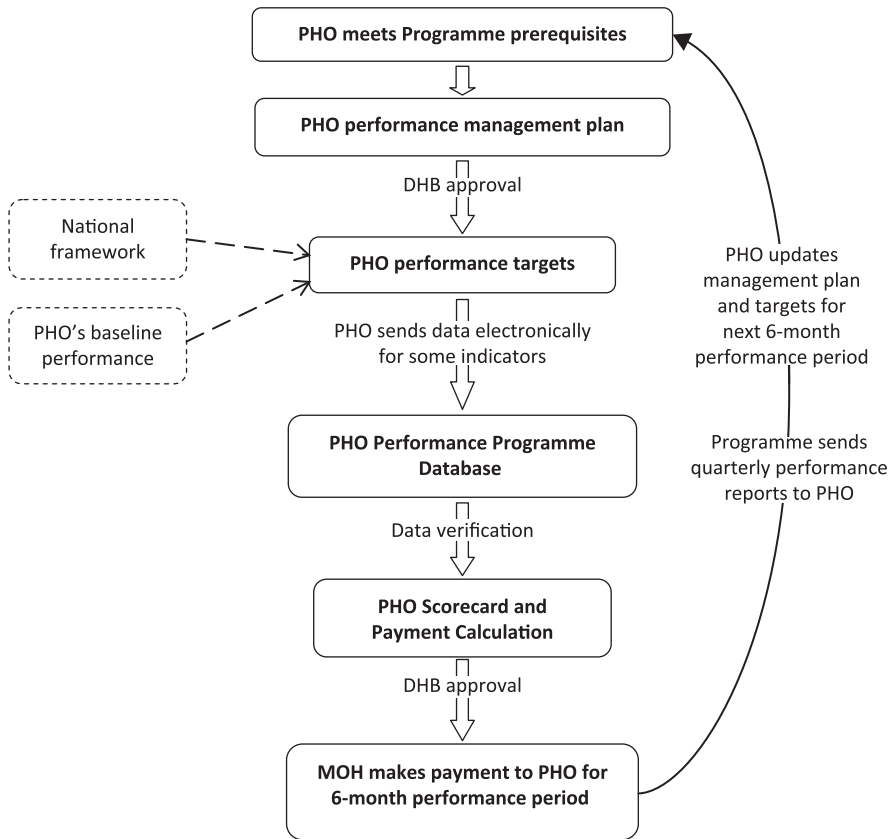 PHO meets Programme prerequisites
PHO performance management plan
DHB approval
National
framework
PHO performance targets
PHO’s baseline
performance
PHO sends data electronically
for some indicators
PHO Performance Programme
Database
Data verification
PHO Scorecard and
Payment Calculation
DHB approval
MOH makes payment to PHO for
6-month performance period
Programme sends
quarterly performance
reports to PHO
PHO updates
management plan
and targets for
next 6-month
performance period